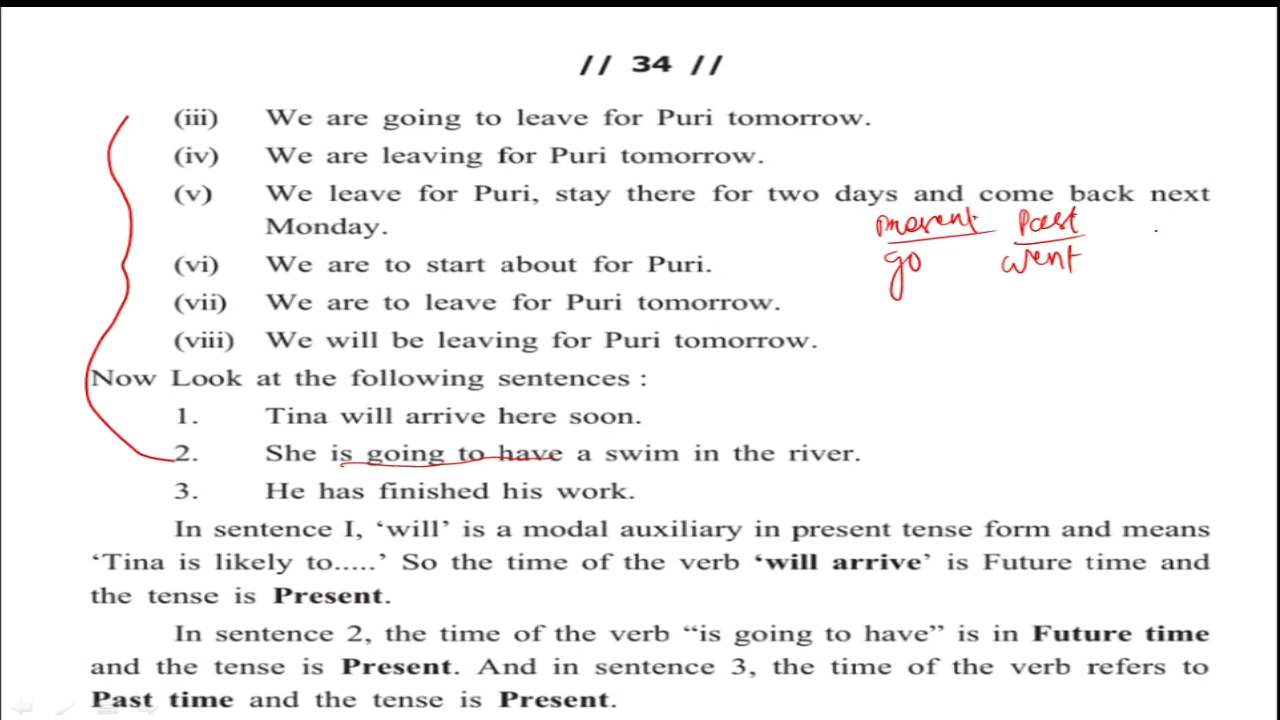 // 34 //
(iii) We are going to leave for Puri tomorrow.
(iv) We are leaving for Puri tomorrow.
(v) We leave for Puri, stay there for two days and come back next
Monday.
Present Past
go went
(vi) We are to start about for Puri.
(vii) We are to leave for Puri tomorrow.
(viii) We will be leaving for Puri tomorrow.
Now Look at the following sentences :
1. Tina will arrive here soon.
2. She is going to have a swim in the river.
3. He has finished his work.
In sentence I, ‘will’ is a modal auxiliary in present tense form and means
‘Tina is likely to.....’ So the time of the verb ‘will arrive’ is Future time and
the tense is Present.
In sentence 2, the time of the verb “is going to have” is in Future time
and the tense is Present. And in sentence 3, the time of the verb refers to
Past time and the tense is Present.